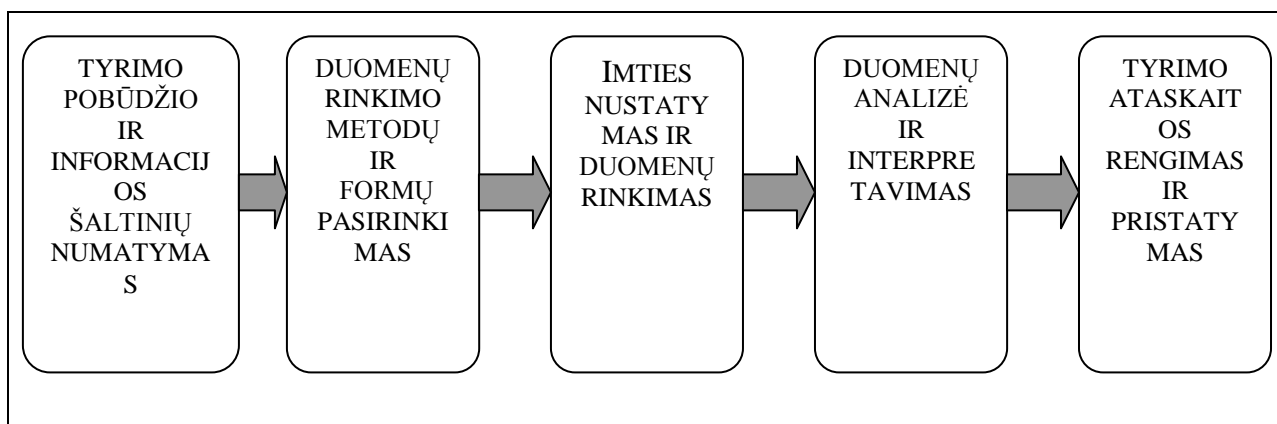 TYRIMO
POBŪDŽIO
IR
INFORMACIJ
OS
ŠALTINIŲ
NUMATYMA
S
DUOMENŲ
RINKIMO
METODŲ
IR
FORMŲ
PASIRINKI
MAS
IMTIES
NUSTATY
MAS IR
DUOMENŲ
RINKIMAS
DUOMENŲ
ANALIZĖ
IR
INTERPRE
TAVIMAS
TYRIMO
ATASKAIT
OS
RENGIMAS
IR
PRISTATY
MAS